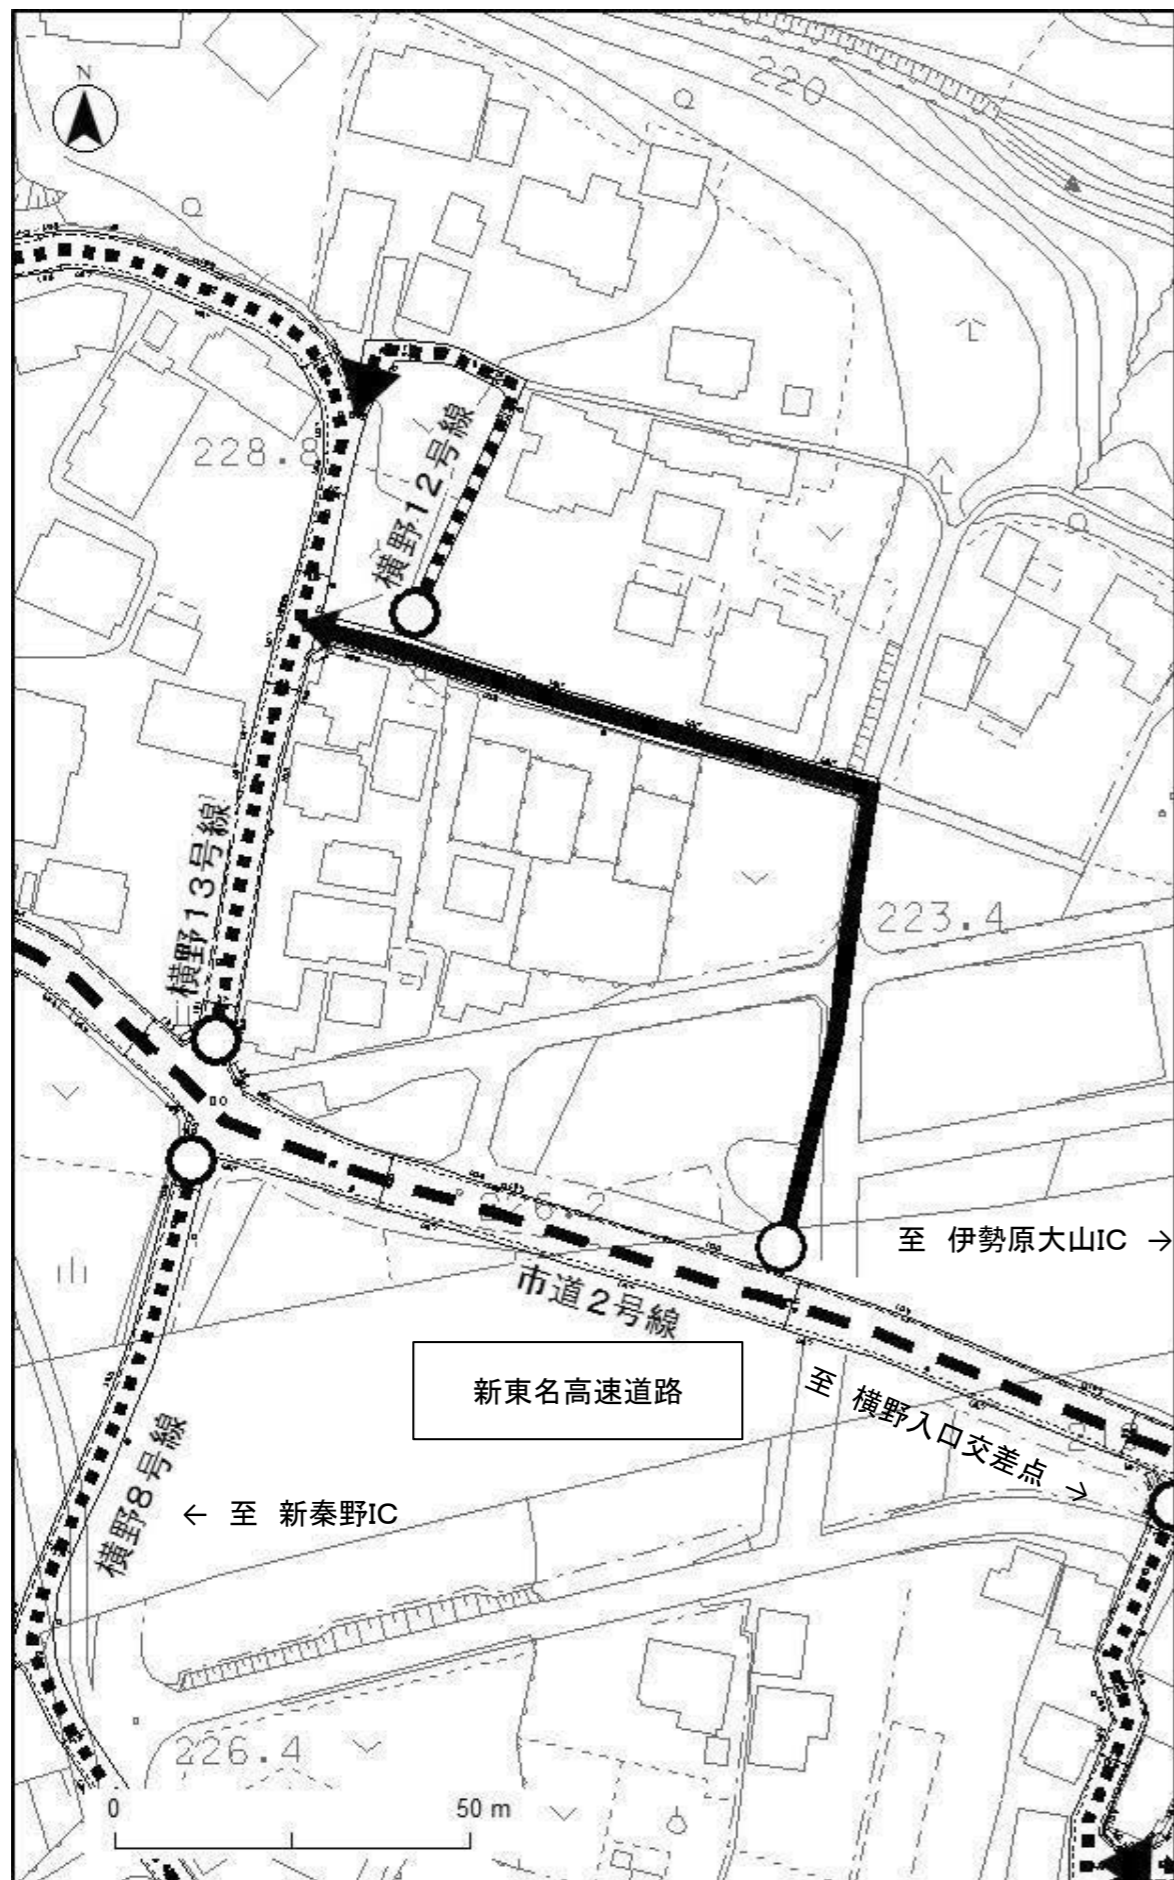 N
220
228.8
横野12号線
横野13号線
223.4
226.2
至 伊勢原大山IC →
市道2号線
新東名高速道路
至 横野入口交差点 →
横野8号線
← 至 新秦野IC
226.4
0 50 m